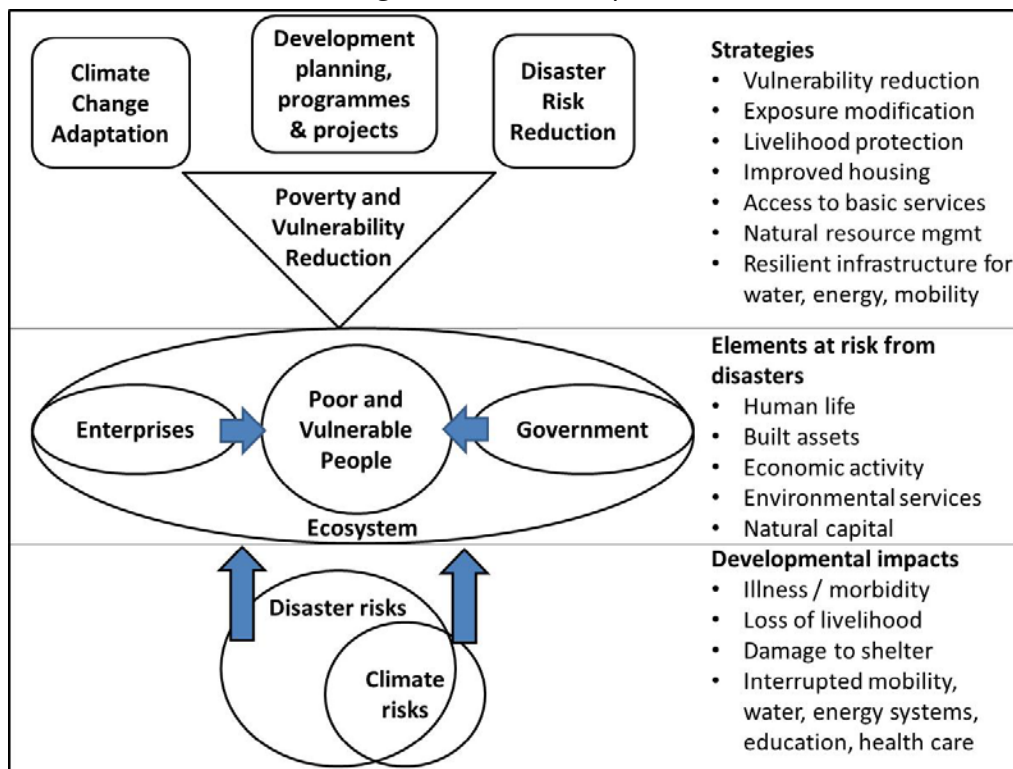 Climate
Change
Adaptation
Development
planning,
programmes
& projects
Disaster
Risk
Reduction
Poverty and
Vulnerability
Reduction
Strategies
• Vulnerability reduction
• Exposure modification
• Livelihood protection
• Improved housing
• Access to basic services
• Natural resource mgmt
• Resilient infrastructure for
water, energy, mobility
Enterprises
Poor and
Vulnerable
People
Government
Ecosystem
Elements at risk from
disasters
• Human life
• Built assets
• Economic activity
• Environmental services
• Natural capital
Disaster risks
Climate
risks
Developmental impacts
• Illness / morbidity
• Loss of livelihood
• Damage to shelter
• Interrupted mobility,
water, energy systems,
education, health care